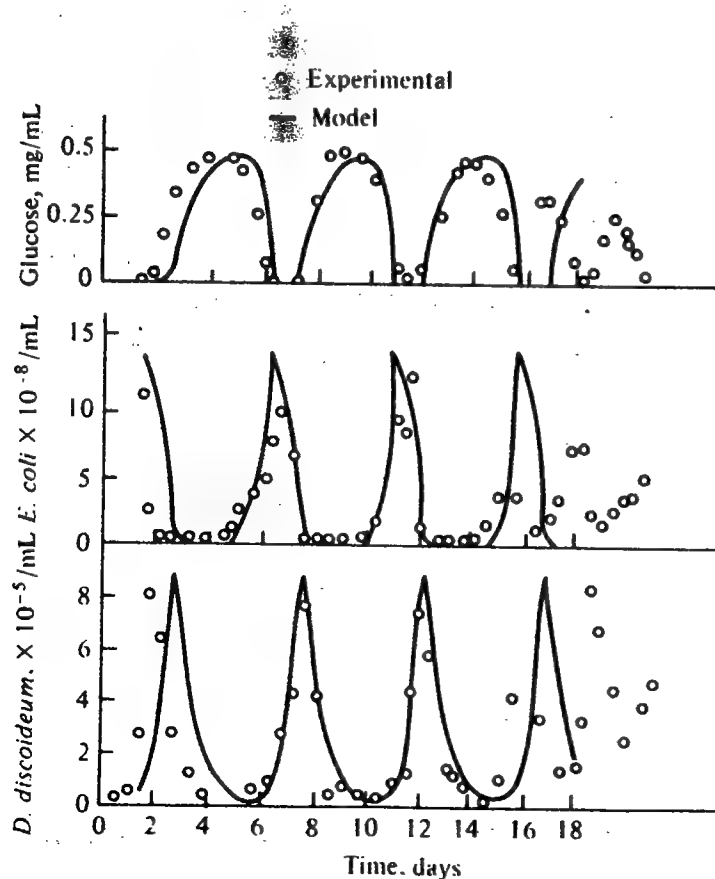 Experimental
Model
Glucose, mg/mL
0.5
0.25
0
E. coli X 10⁻⁸/mL
15
10
5
0
D. discoideum. X 10⁻⁵/mL
8
6
4
2
0
0 2 4 6 8 10 12 14 16 18
Time. days